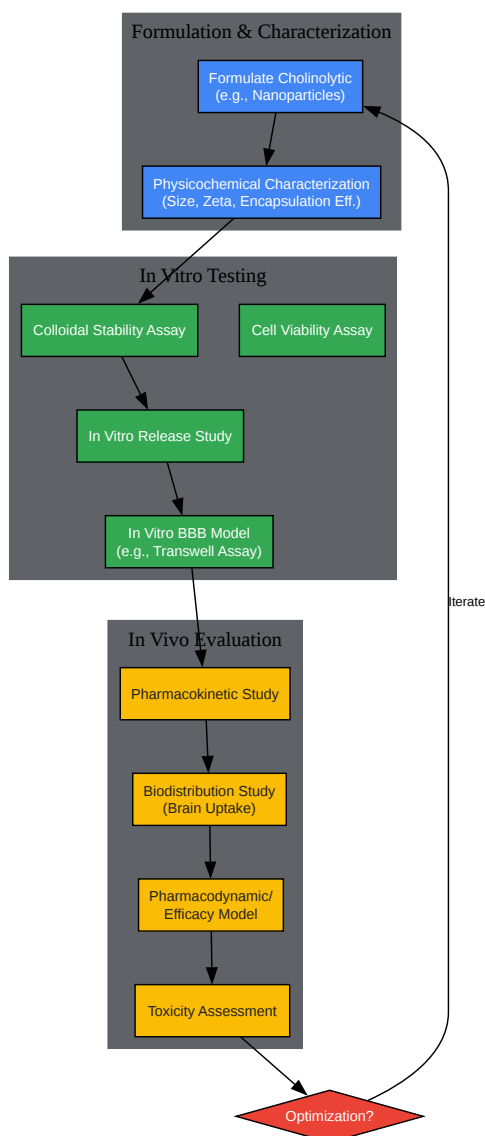 Formulation & Characterization
Formulate Cholinolytic
(e.g., Nanoparticles)
Physicochemical Characterization
(Size, Zeta, Encapsulation Eff.)
In Vitro Testing
Colloidal Stability Assay
Cell Viability Assay
In Vitro Release Study
In Vitro BBB Model
(e.g., Transwell Assay)
Iterate
In Vivo Evaluation
Pharmacokinetic Study
Biodistribution Study
(Brain Uptake)
Pharmacodynamic/
Efficacy Model
Toxicity Assessment
Optimization?